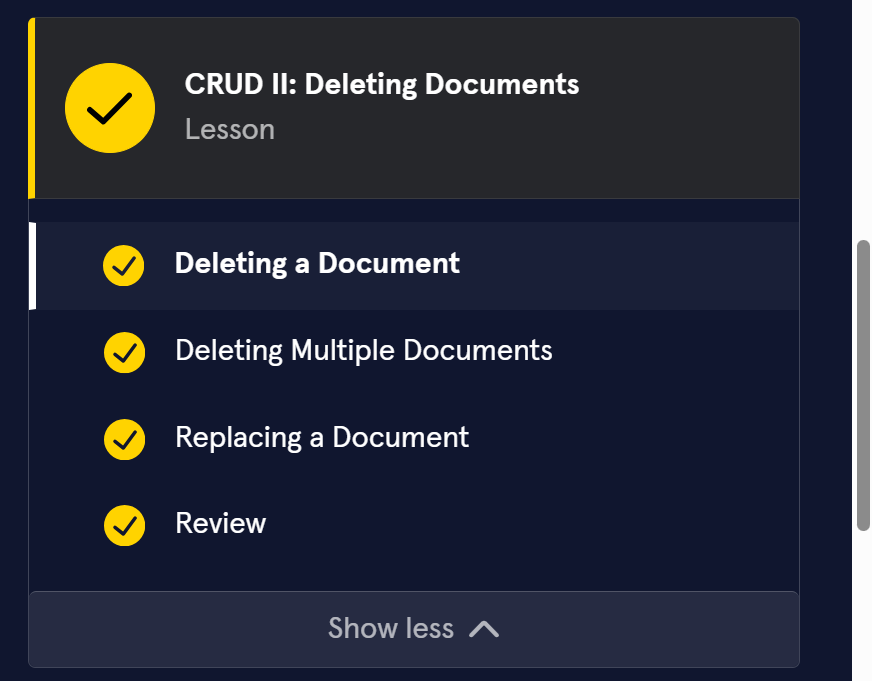 CRUD II: Deleting Documents
Lesson
Deleting a Document
Deleting Multiple Documents
Replacing a Document
Review
Show less